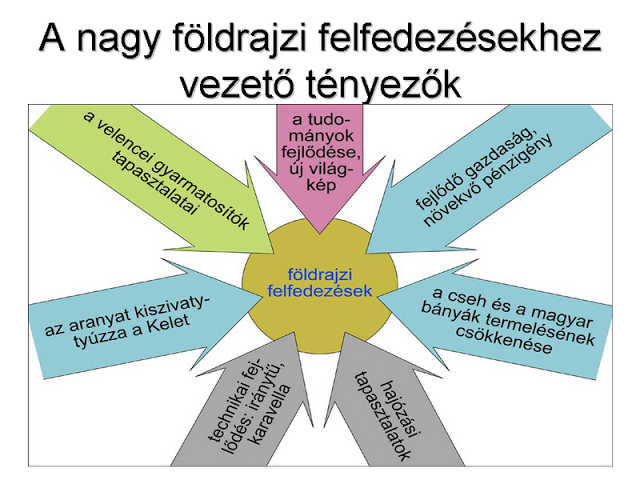 A nagy földrajzi felfedezésekhez
vezető tényezők
a velencei gyarmatosítók
tapasztalatai
a tudo-
mányok
fejlődése,
új világ-
kép
fejlődő gazdaság,
növekvő pénzigény
földrajzi
felfedezések
az aranyat kiszivaty-
tyúzza a Kelet
a cseh és a magyar
bányák termelésének
csökkenése
technikai fej-
lődés: iránytű,
karavella
hajózási
tapasztalatok